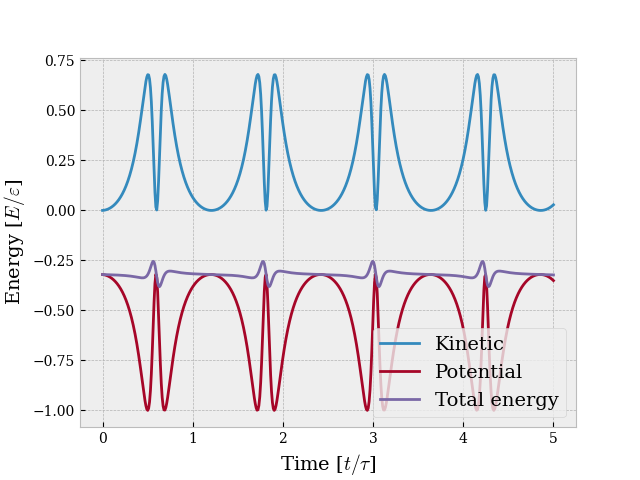 0.75
0.50
0.25
0.00
−0.25
−0.50
−0.75
−1.00
Energy [E/ε]
Kinetic
Potential
Total energy
0 1 2 3 4 5
Time [t/τ]